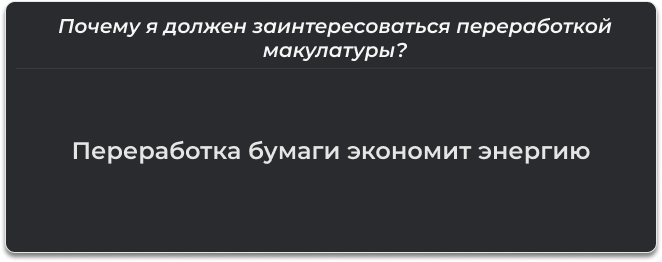 Почему я должен заинтересоваться переработкой
макулатуры?
Переработка бумаги экономит энергию